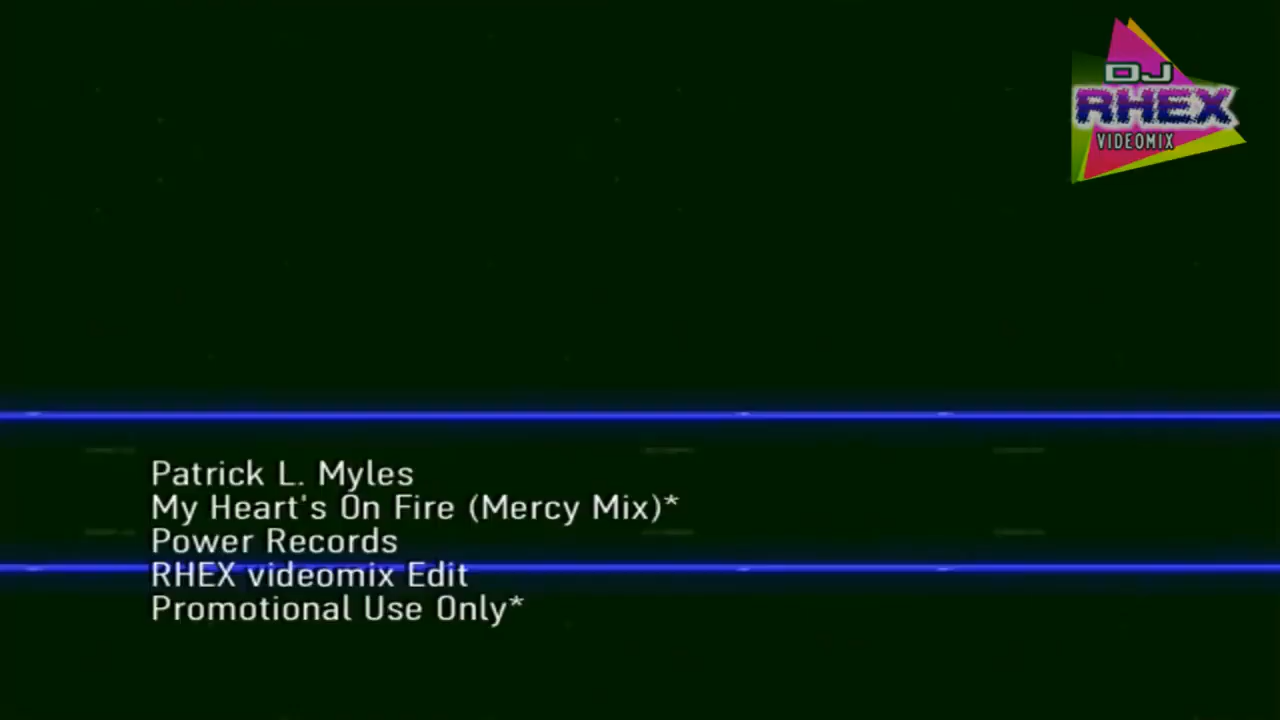 DJ
RHEX
VIDEOMIX
Patrick L. Myles
My Heart's On Fire (Mercy Mix)*
Power Records
RHEX videomix Edit
Promotional Use Only*